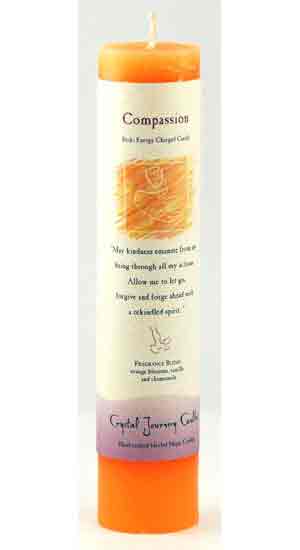 Compassion
Reiki Energy Charged Candle
"May kindness emanate from my
being through all my actions.
Allow me to let go,
forgive and forge ahead with
a rekindled spirit."
Fragrance Blend
orange blossom, vanilla
and chamomile
Crystal Journey Candles
Handcrafted Herbal Magic Candles